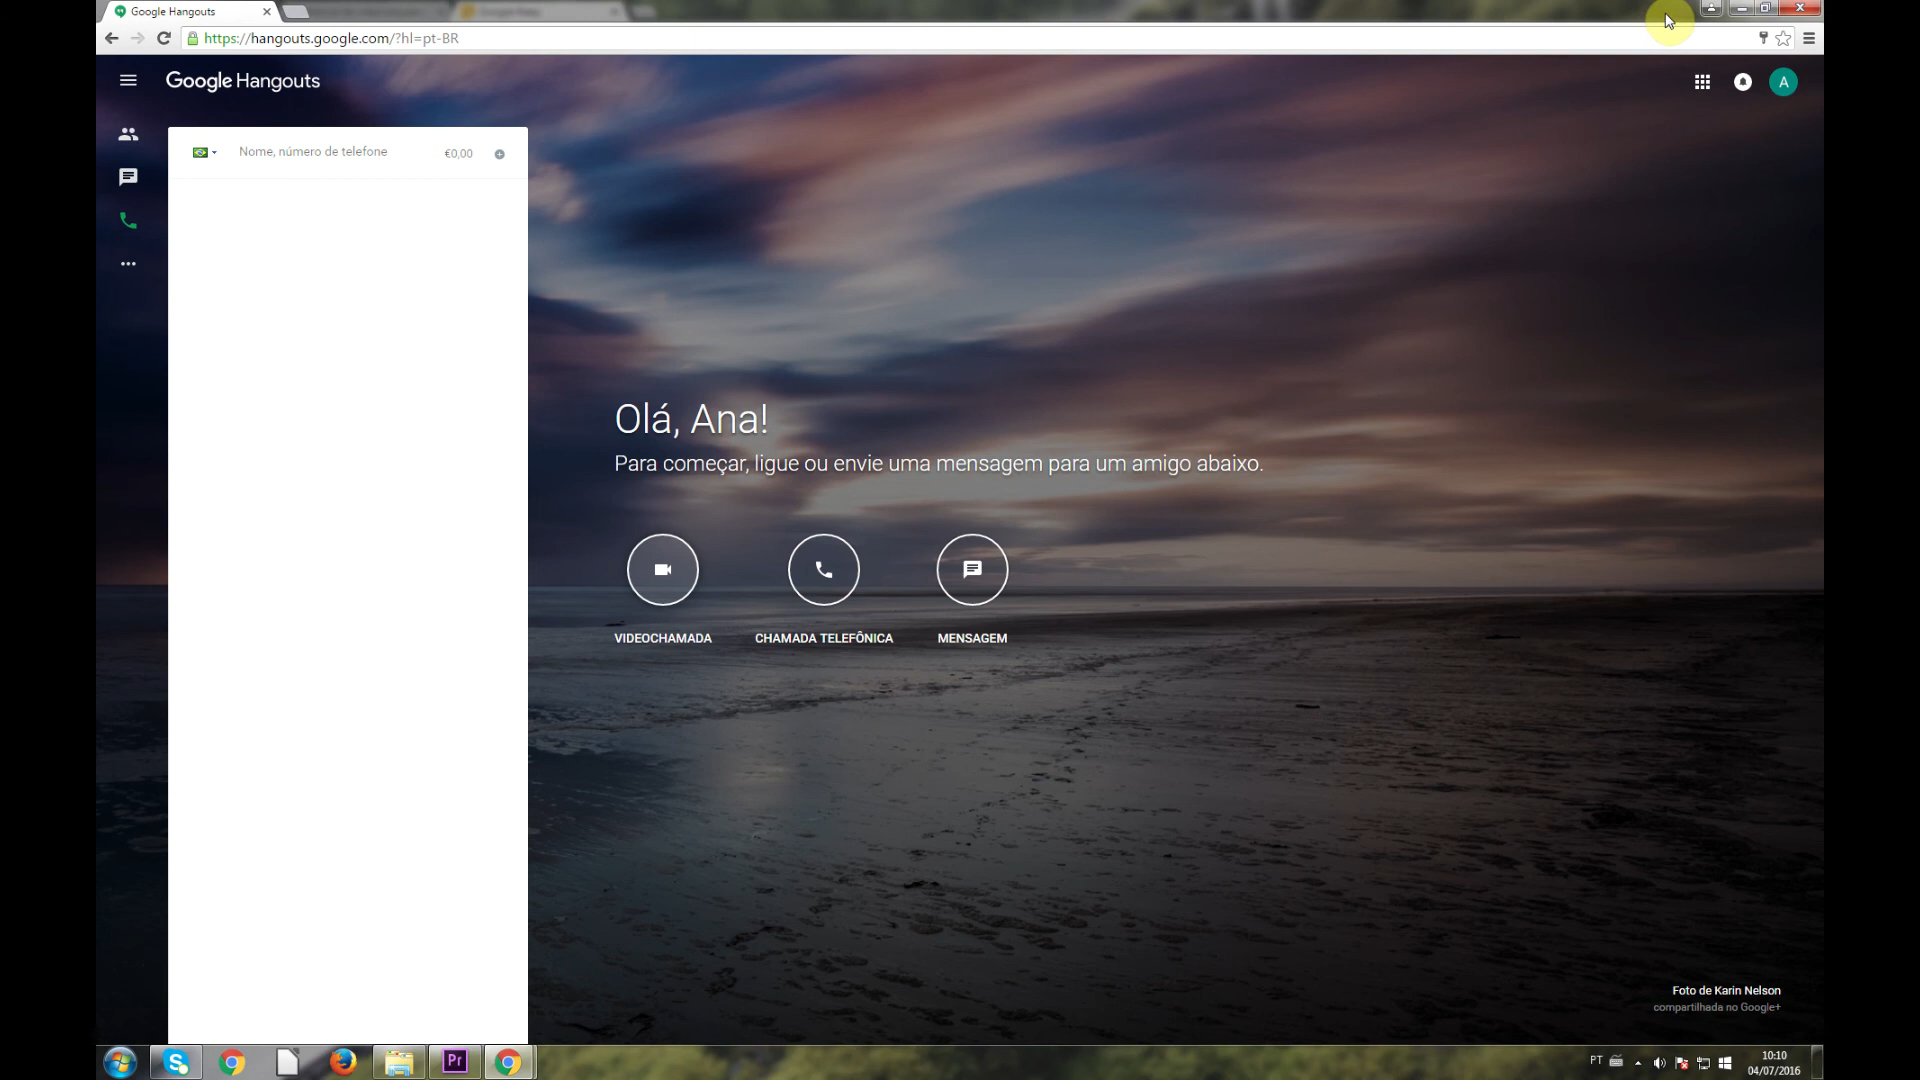 Google Hangouts
https://hangouts.google.com/?hl=pt-BR
Google Hangouts
A
Nome, número de telefone
€0,00
Olá, Ana!
Para começar, ligue ou envie uma mensagem para um amigo abaixo.
VIDEOCHAMADA
CHAMADA TELEFÔNICA
MENSAGEM
Foto de Karin Nelson
compartilhada no Google+
Pr
PT
10:10
04/07/2016